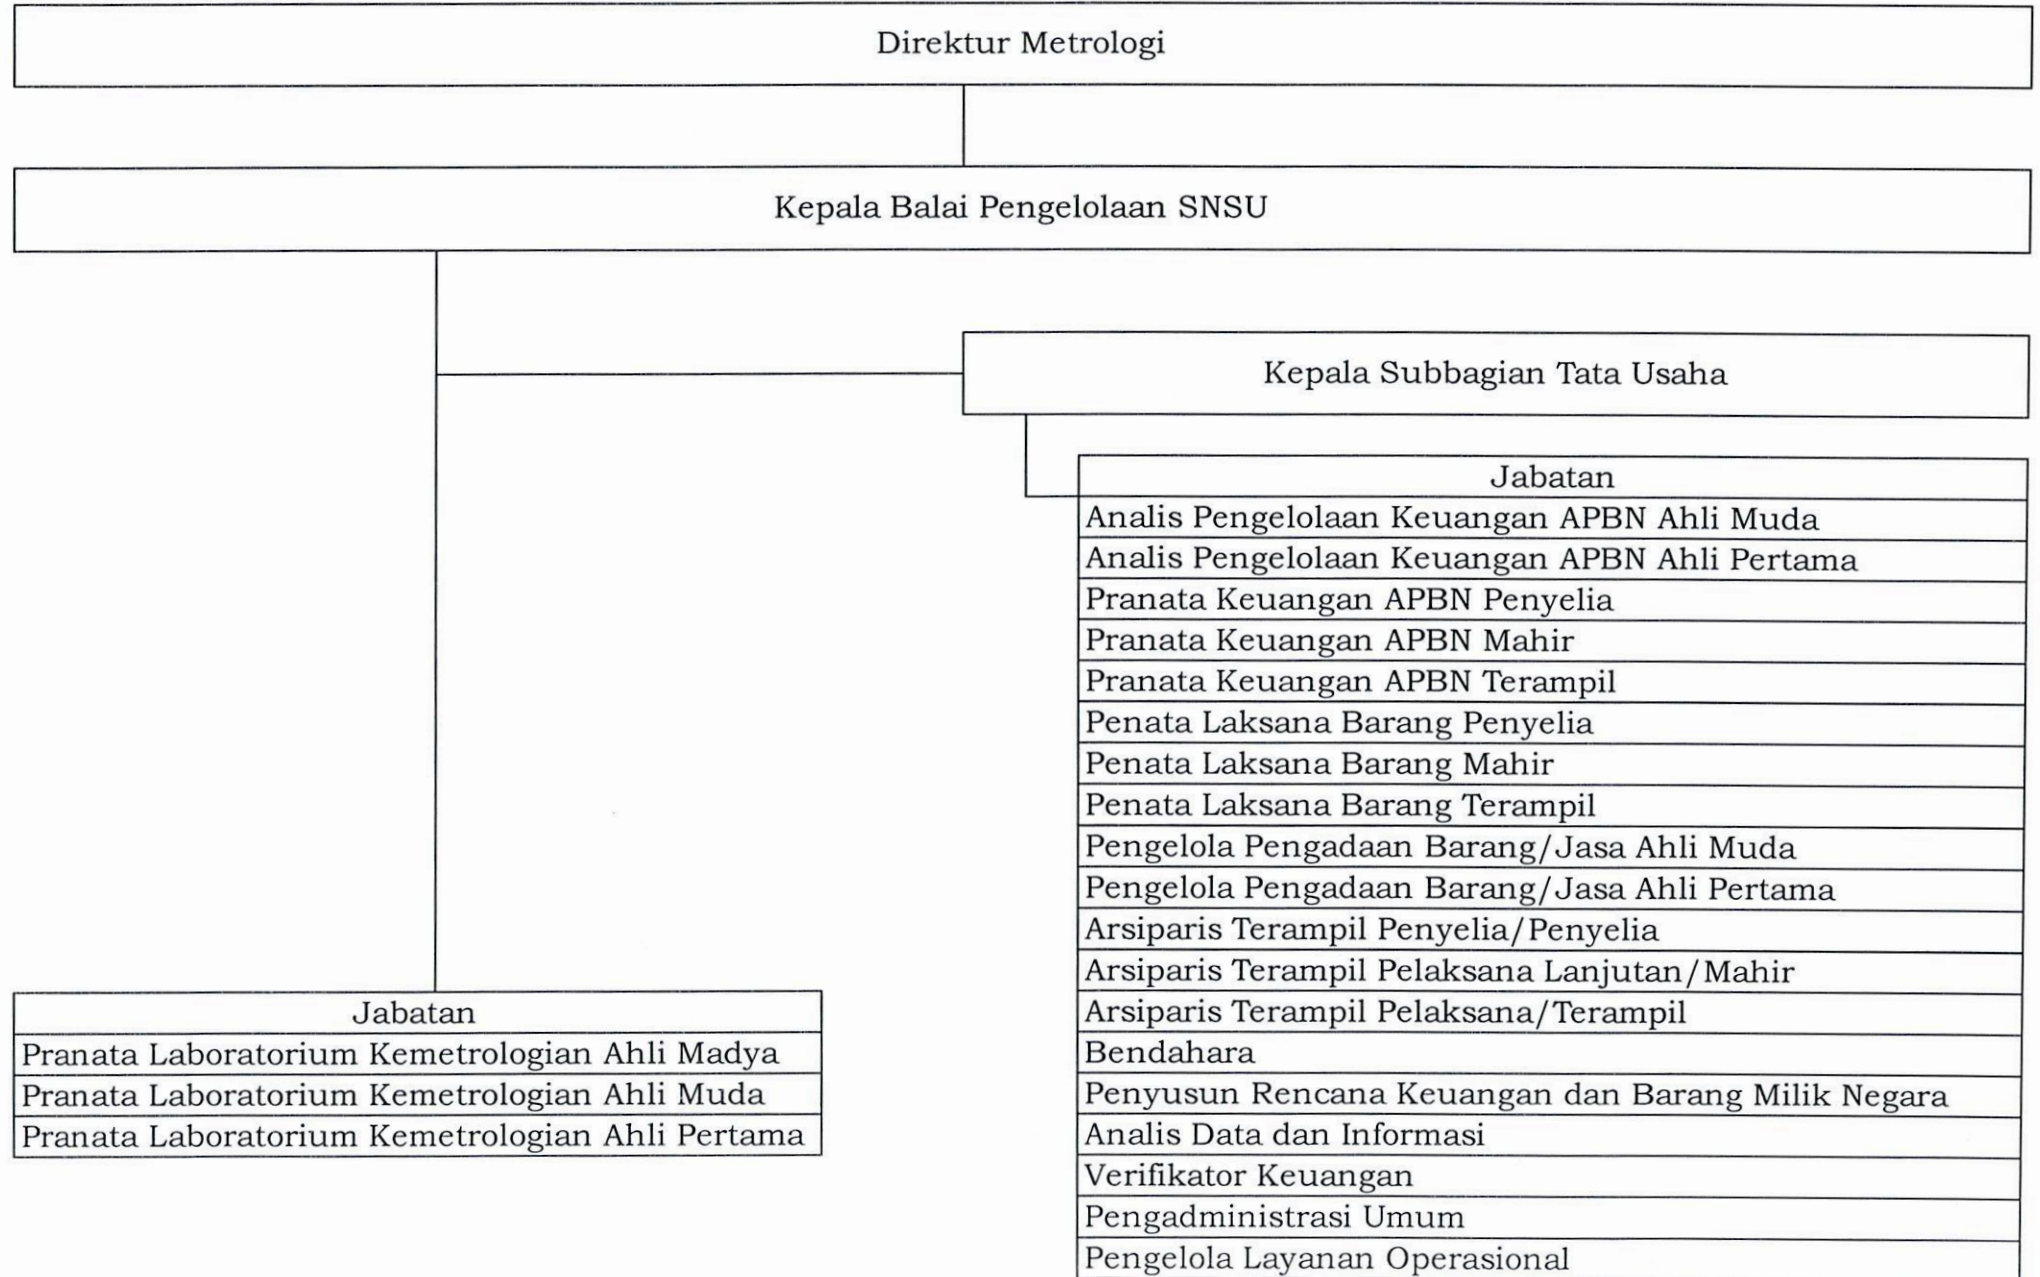 Direktur Metrologi
Kepala Balai Pengelolaan SNSU
Kepala Subbagian Tata Usaha
Jabatan
Analis Pengelolaan Keuangan APBN Ahli Muda
Analis Pengelolaan Keuangan APBN Ahli Pertama
Pranata Keuangan APBN Penyelia
Pranata Keuangan APBN Mahir
Pranata Keuangan APBN Terampil
Penata Laksana Barang Penyelia
Penata Laksana Barang Mahir
Penata Laksana Barang Terampil
Pengelola Pengadaan Barang/Jasa Ahli Muda
Pengelola Pengadaan Barang/Jasa Ahli Pertama
Arsiparis Terampil Penyelia/Penyelia
Arsiparis Terampil Pelaksana Lanjutan/Mahir
Arsiparis Terampil Pelaksana/Terampil
Bendahara
Penyusun Rencana Keuangan dan Barang Milik Negara
Analis Data dan Informasi
Verifikator Keuangan
Pengadministrasi Umum
Pengelola Layanan Operasional
Jabatan
Pranata Laboratorium Kemetrologian Ahli Madya
Pranata Laboratorium Kemetrologian Ahli Muda
Pranata Laboratorium Kemetrologian Ahli Pertama